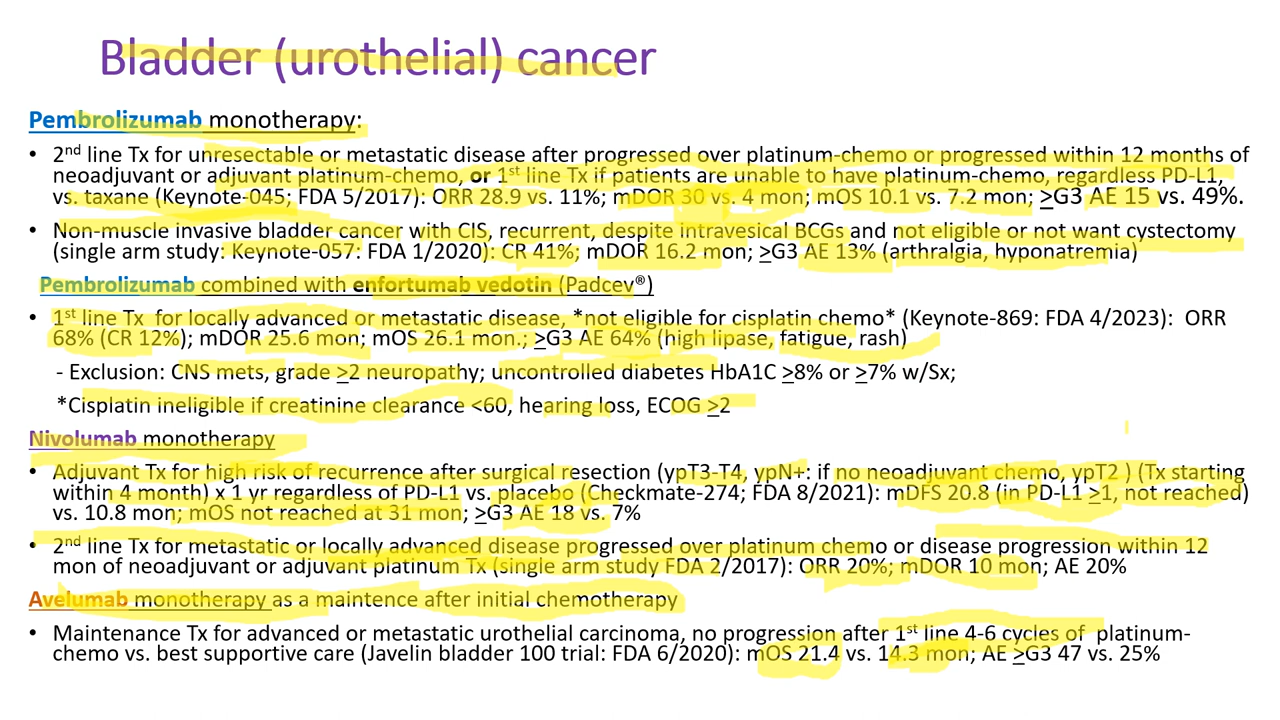 Bladder (urothelial) cancer
Pembrolizumab monotherapy:
• 2nd line Tx for unresectable or metastatic disease after progressed over platinum-chemo or progressed within 12 months of
neoadjuvant or adjuvant platinum-chemo, or 1st line Tx if patients are unable to have platinum-chemo, regardless PD-L1,
vs. taxane (Keynote-045; FDA 5/2017): ORR 28.9 vs. 11%; mDOR 30 vs. 4 mon; mOS 10.1 vs. 7.2 mon; ≥G3 AE 15 vs. 49%.
• Non-muscle invasive bladder cancer with CIS, recurrent, despite intravesical BCGs and not eligible or not want cystectomy
(single arm study: Keynote-057: FDA 1/2020): CR 41%; mDOR 16.2 mon; ≥G3 AE 13% (arthralgia, hyponatremia)
Pembrolizumab combined with enfortumab vedotin (Padcev®)
• 1st line Tx for locally advanced or metastatic disease, *not eligible for cisplatin chemo* (Keynote-869: FDA 4/2023): ORR
68% (CR 12%); mDOR 25.6 mon; mOS 26.1 mon.; ≥G3 AE 64% (high lipase, fatigue, rash)
- Exclusion: CNS mets, grade ≥2 neuropathy; uncontrolled diabetes HbA1C ≥8% or ≥7% w/Sx;
*Cisplatin ineligible if creatinine clearance <60, hearing loss, ECOG ≥2
Nivolumab monotherapy
• Adjuvant Tx for high risk of recurrence after surgical resection (ypT3-T4, ypN+: if no neoadjuvant chemo, ypT2 ) (Tx starting
within 4 month) x 1 yr regardless of PD-L1 vs. placebo (Checkmate-274; FDA 8/2021): mDFS 20.8 (in PD-L1 ≥1, not reached)
vs. 10.8 mon; mOS not reached at 31 mon; ≥G3 AE 18 vs. 7%
• 2nd line Tx for metastatic or locally advanced disease progressed over platinum chemo or disease progression within 12
mon of neoadjuvant or adjuvant platinum Tx (single arm study FDA 2/2017): ORR 20%; mDOR 10 mon; AE 20%
Avelumab monotherapy as a maintence after initial chemotherapy
• Maintenance Tx for advanced or metastatic urothelial carcinoma, no progression after 1st line 4-6 cycles of platinum-
chemo vs. best supportive care (Javelin bladder 100 trial: FDA 6/2020): mOS 21.4 vs. 14.3 mon; AE ≥G3 47 vs. 25%